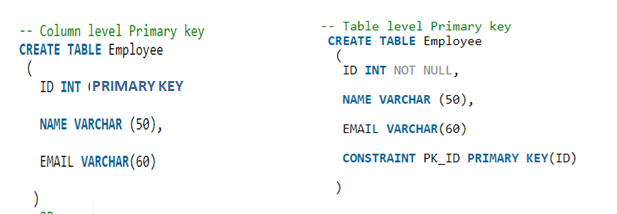 -- Column level Primary key
CREATE TABLE Employee
(
ID INT PRIMARY KEY
NAME VARCHAR (50),
EMAIL VARCHAR(60)
)
-- Table level Primary key
CREATE TABLE Employee
(
ID INT NOT NULL,
NAME VARCHAR (50),
EMAIL VARCHAR(60)
CONSTRAINT PK_ID PRIMARY KEY(ID)
)